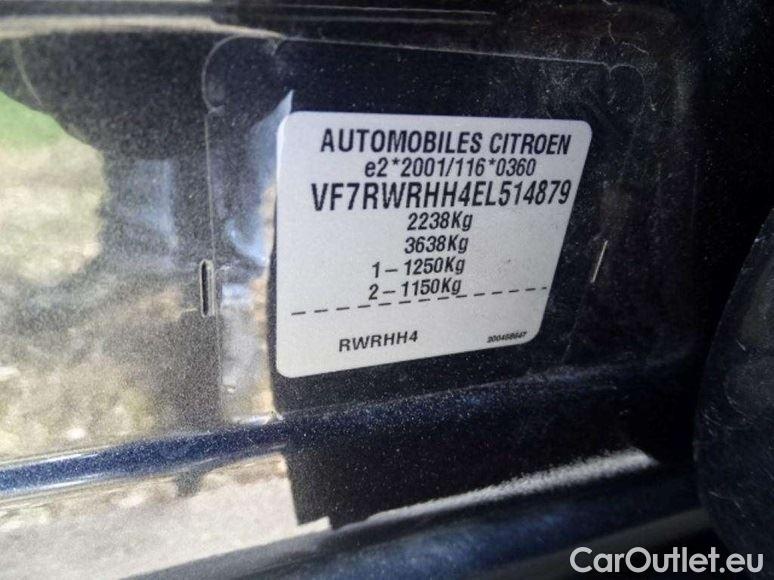 AUTOMOBILES CITROEN
e2*2001/116*0360
VF7RWRHH4EL514879
2238Kg
3638Kg
1-1250Kg
2-1150Kg
RWRHH4
CarOutlet.eu